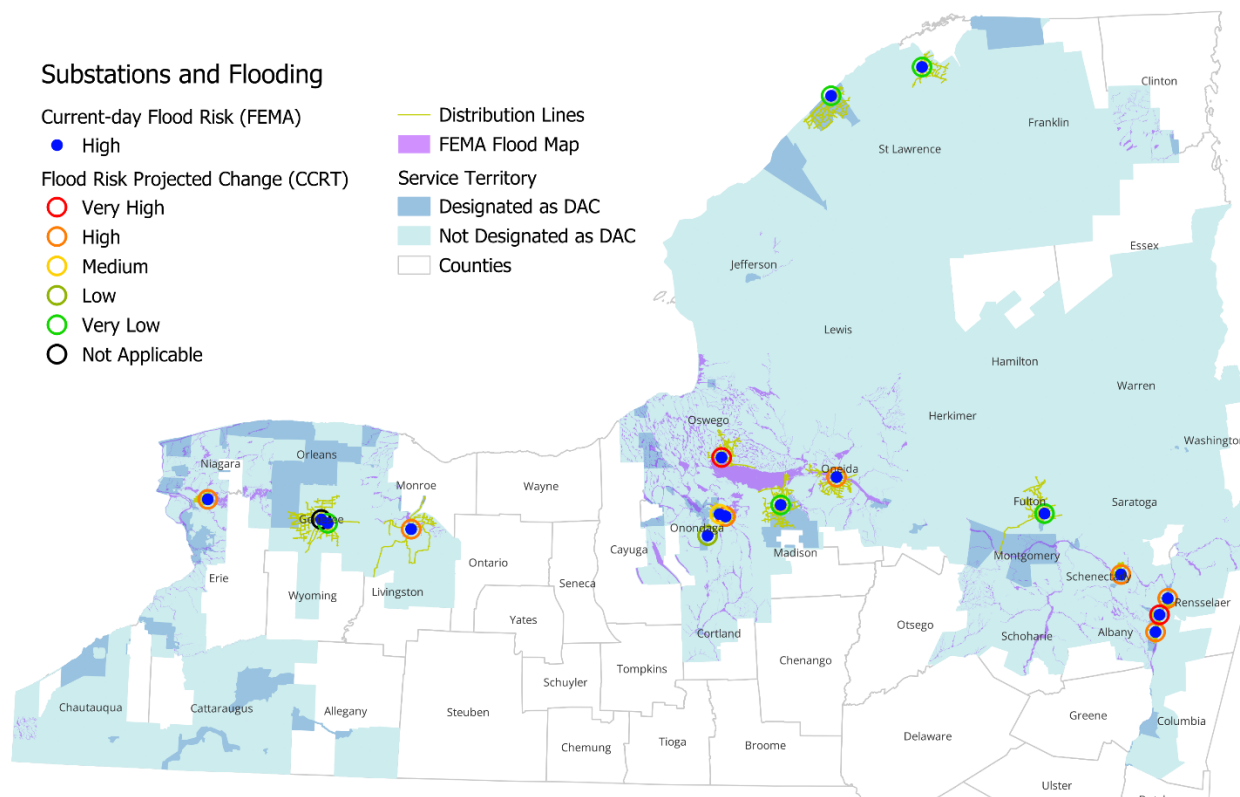 Substations and Flooding
Current-day Flood Risk (FEMA)
High
Flood Risk Projected Change (CCRT)
Very High
High
Medium
Low
Very Low
Not Applicable
Distribution Lines
FEMA Flood Map
Service Territory
Designated as DAC
Not Designated as DAC
Counties
Clinton
Franklin
St Lawrence
Essex
Jefferson
Lewis
Hamilton
Warren
Herkimer
Oswego
Washington
Orleans
Niagara
Oneida
Monroe
Wayne
Fulton
Saratoga
Onondaga
Cayuga
Madison
Montgomery
Ontario
Schenectady
Erie
Seneca
Wyoming
Livingston
Rensselaer
Yates
Otsego
Cortland
Schoharie
Albany
Chenango
Tompkins
Schuyler
Chautauqua
Cattaraugus
Allegany
Steuben
Greene
Columbia
Delaware
Chemung
Tioga
Broome
Ulster